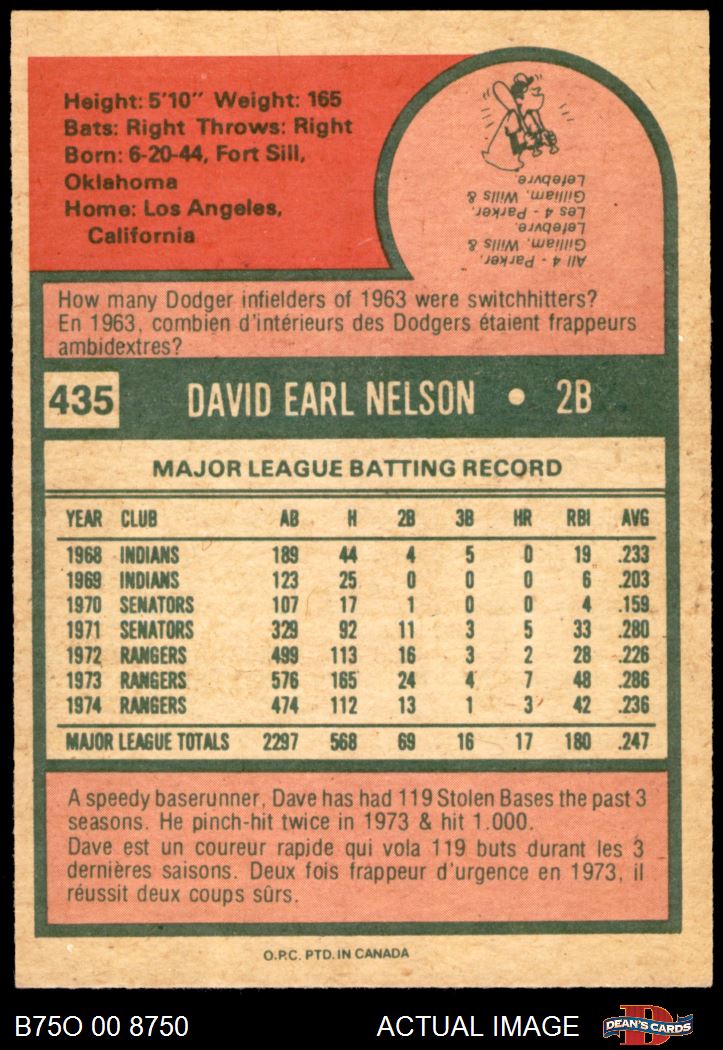 Height: 5'10" Weight: 165
Bats: Right Throws: Right
Born: 6-20-44, Fort Sill,
Oklahoma
Home: Los Angeles,
California
All 4 - Parker,
Gilliam, Wills &
Lefebvre.
Les 4 - Parker,
Gilliam, Wills &
Lefebvre.
How many Dodger infielders of 1963 were switchhitters?
En 1963, combien d'intérieurs des Dodgers étaient frappeurs
ambidextres?
435 DAVID EARL NELSON • 2B
MAJOR LEAGUE BATTING RECORD
YEAR CLUB AB H 2B 3B HR RBI AVG
1968 INDIANS 189 44 4 5 0 19 .233
1969 INDIANS 123 25 0 0 0 6 .203
1970 SENATORS 107 17 1 0 0 4 .159
1971 SENATORS 329 92 11 3 5 33 .280
1972 RANGERS 499 113 16 3 2 28 .226
1973 RANGERS 576 165 24 4 7 48 .286
1974 RANGERS 474 112 13 1 3 42 .236
MAJOR LEAGUE TOTALS 2297 568 69 16 17 180 .247
A speedy baserunner, Dave has had 119 Stolen Bases the past 3
seasons. He pinch-hit twice in 1973 & hit 1.000.
Dave est un coureur rapide qui vola 119 buts durant les 3
dernières saisons. Deux fois frappeur d'urgence en 1973, il
réussit deux coups sûrs.
O.P.C. PTD. IN CANADA
B75O 00 8750 ACTUAL IMAGE D DEAN'S CARDS